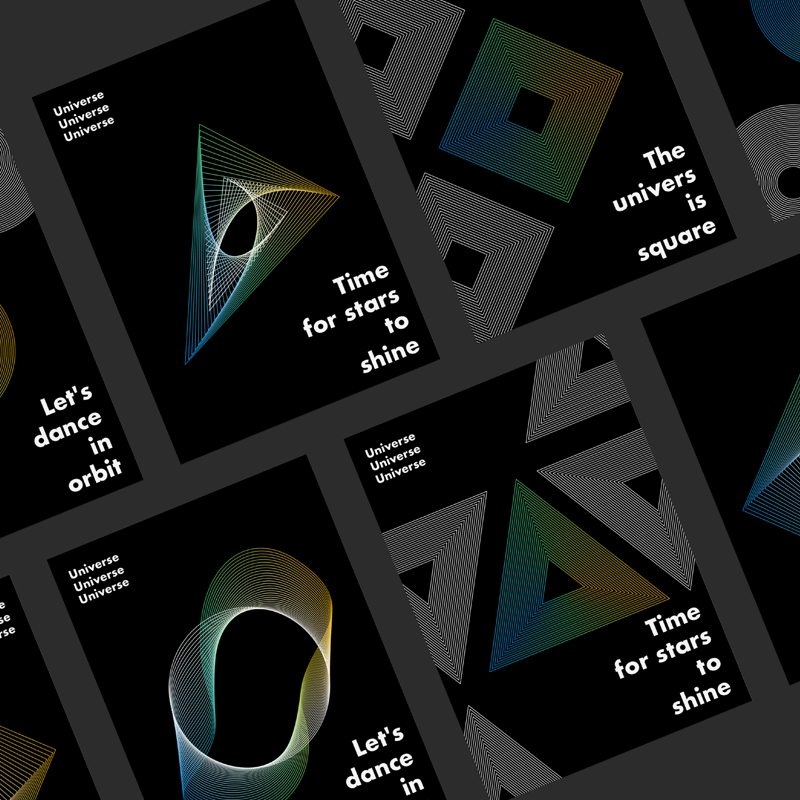 Universe
Universe
Universe
Time
for stars
to
shine
The
univers
is
square
Let's
dance
in
orbit
Universe
Universe
Universe
Time
for stars
to
shine
Universe
Universe
Universe
Let's
dance
in